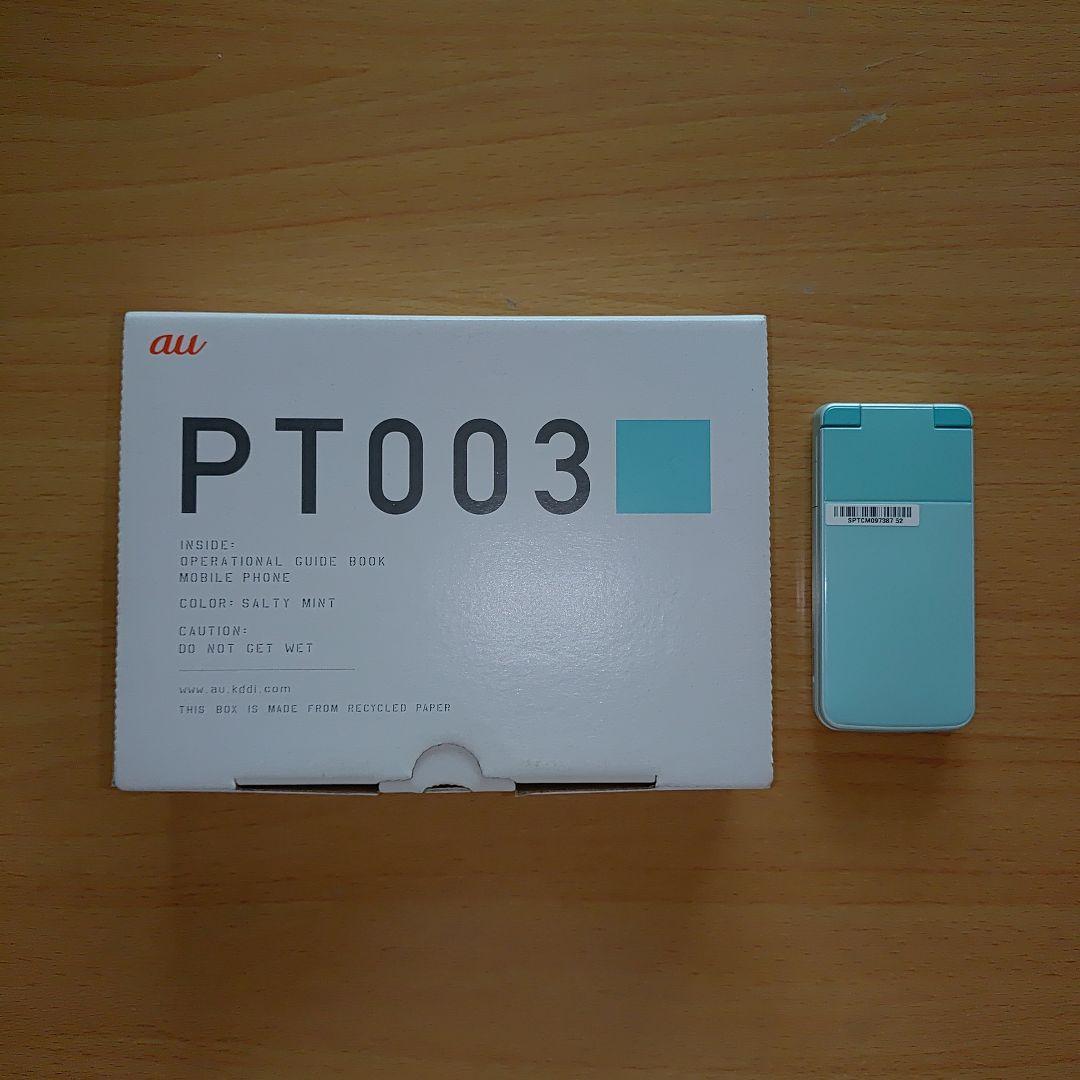 au
PT003
INSIDE:
OPERATIONAL GUIDE BOOK
MOBILE PHONE
COLOR: SALTY MINT
CAUTION:
DO NOT GET WET
www.au.kddi.com
THIS BOX IS MADE FROM RECYCLED PAPER
SPTCM097387 52